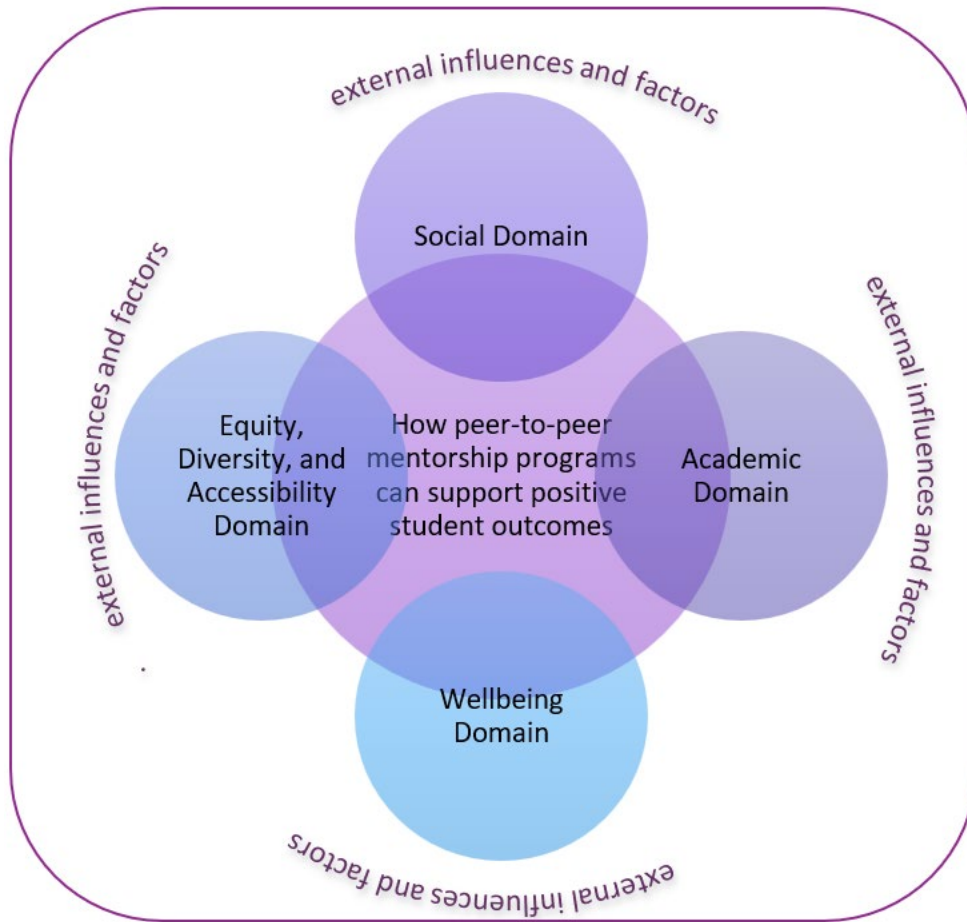 external influences and factors
Social Domain
external influences and factors
Equity,
Diversity, and
Accessibility
Domain
How peer-to-peer
mentorship programs
can support positive
student outcomes
Academic
Domain
external influences and factors
Wellbeing
Domain
external influences and factors